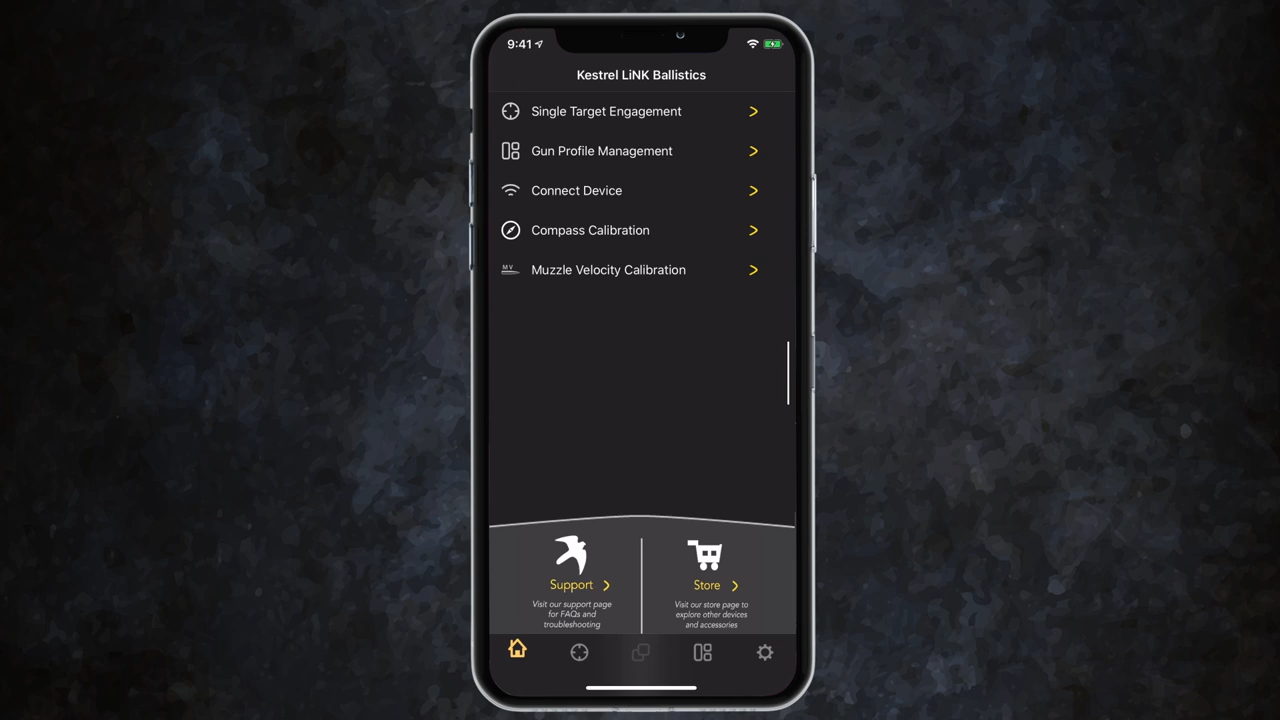 9:41
Kestrel LiNK Ballistics
Single Target Engagement
Gun Profile Management
Connect Device
Compass Calibration
MV
Muzzle Velocity Calibration
Support
Visit our support page
for FAQs and
troubleshooting
Store
Visit our store page to
explore other devices
and accessories